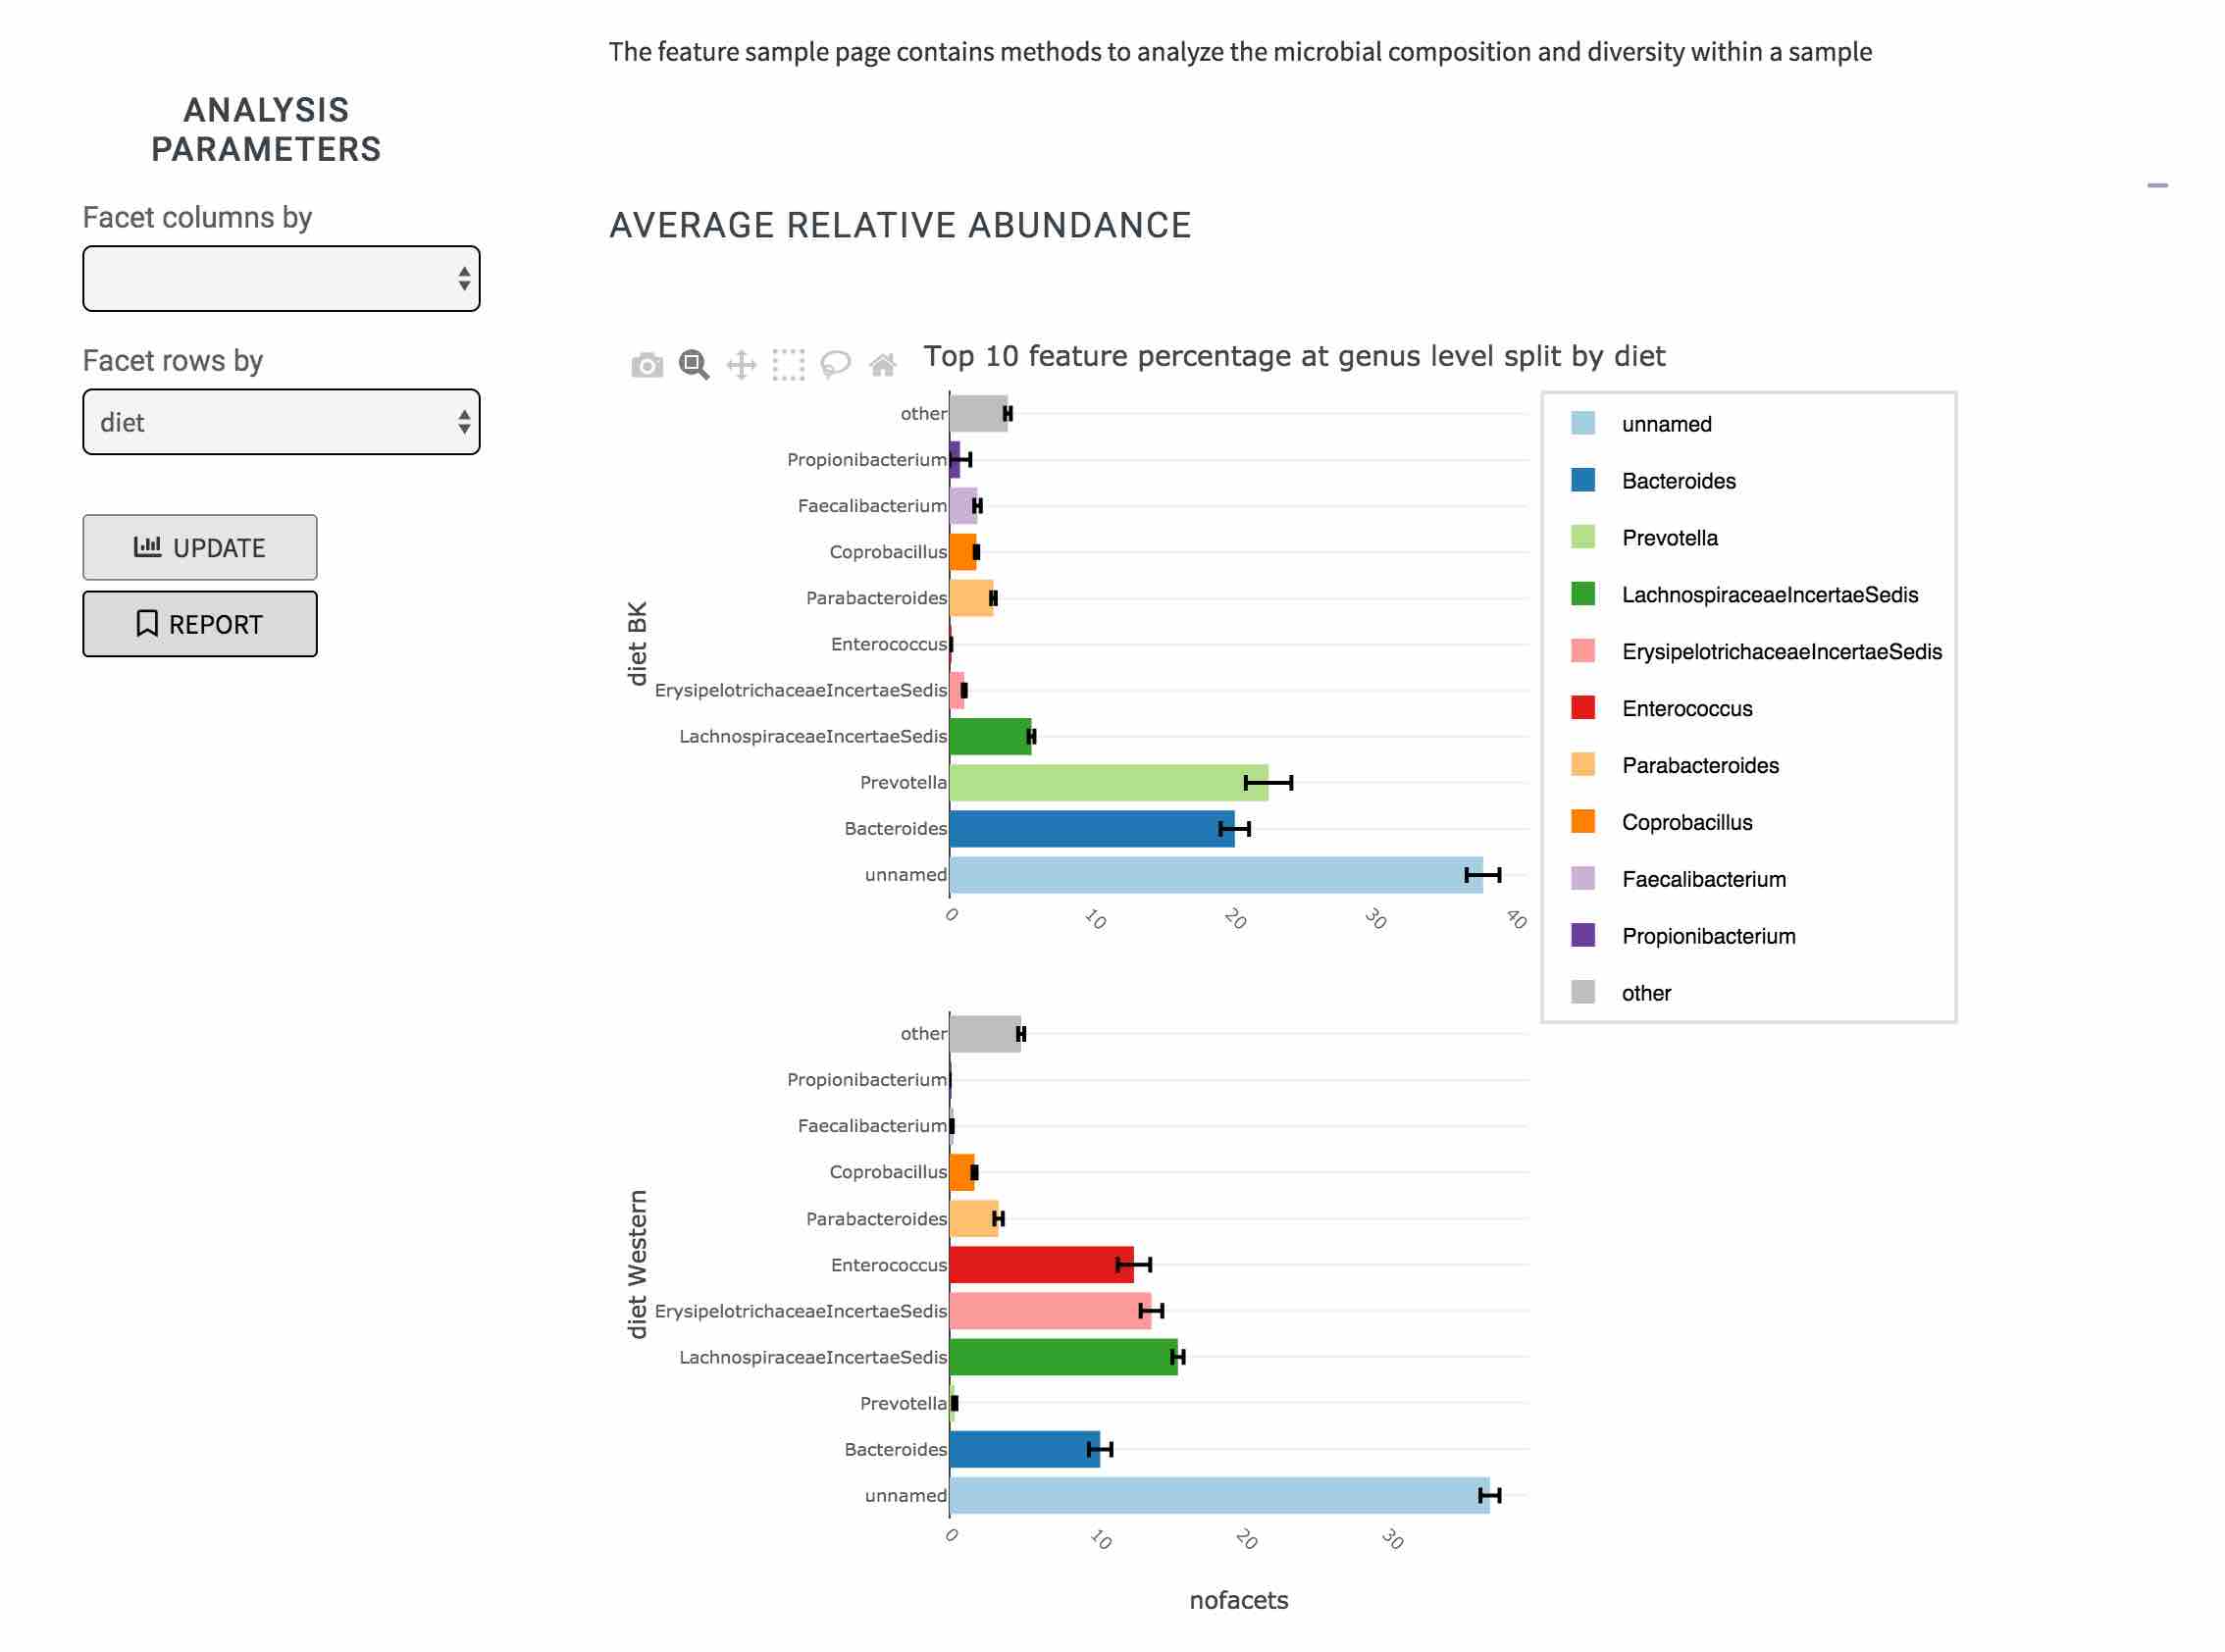 The feature sample page contains methods to analyze the microbial composition and diversity within a sample
ANALYSIS
PARAMETERS
Facet columns by
Facet rows by
diet
UPDATE
REPORT
AVERAGE RELATIVE ABUNDANCE
Top 10 feature percentage at genus level split by diet
diet BK
other
Propionibacterium
Faecalibacterium
Coprobacillus
Parabacteroides
Enterococcus
ErysipelotrichaceaeIncertaeSedis
LachnospiraceaeIncertaeSedis
Prevotella
Bacteroides
unnamed
0 10 20 30 40
diet Western
other
Propionibacterium
Faecalibacterium
Coprobacillus
Parabacteroides
Enterococcus
ErysipelotrichaceaeIncertaeSedis
LachnospiraceaeIncertaeSedis
Prevotella
Bacteroides
unnamed
0 10 20 30
nofacets
unnamed
Bacteroides
Prevotella
LachnospiraceaeIncertaeSedis
ErysipelotrichaceaeIncertaeSedis
Enterococcus
Parabacteroides
Coprobacillus
Faecalibacterium
Propionibacterium
other